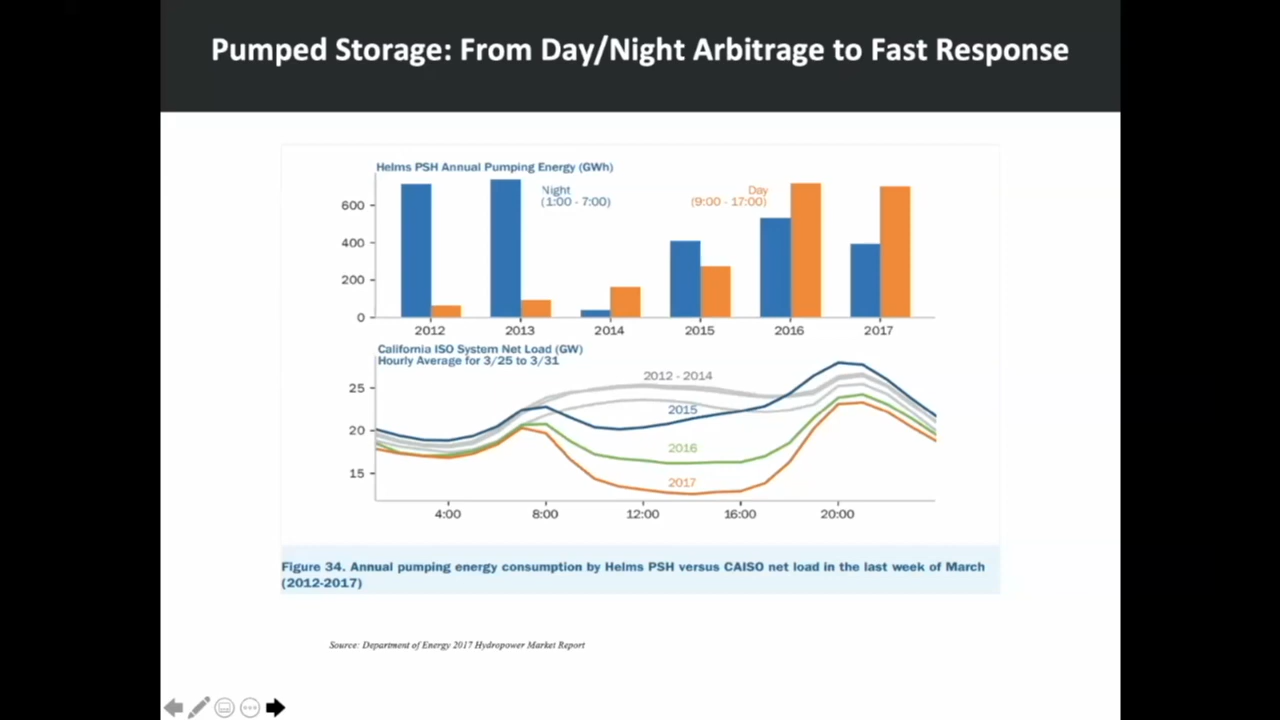 Pumped Storage: From Day/Night Arbitrage to Fast Response
Helms PSH Annual Pumping Energy (GWh)
Night
(1:00 - 7:00)
Day
(9:00 - 17:00)
600
400
200
0
2012
2013
2014
2015
2016
2017
California ISO System Net Load (GW)
Hourly Average for 3/25 to 3/31
2012 - 2014
2015
2016
2017
25
20
15
4:00
8:00
12:00
16:00
20:00
Figure 34. Annual pumping energy consumption by Helms PSH versus CAISO net load in the last week of March
(2012-2017)
Source: Department of Energy 2017 Hydropower Market Report